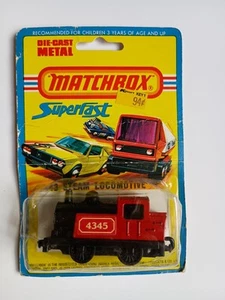 RECOMMENDED FOR CHILDREN 3 YEARS OF AGE AND UP
DIE-CAST
METAL
MATCHBOX
94¢
Superfast
43 STEAM LOCOMOTIVE
4345